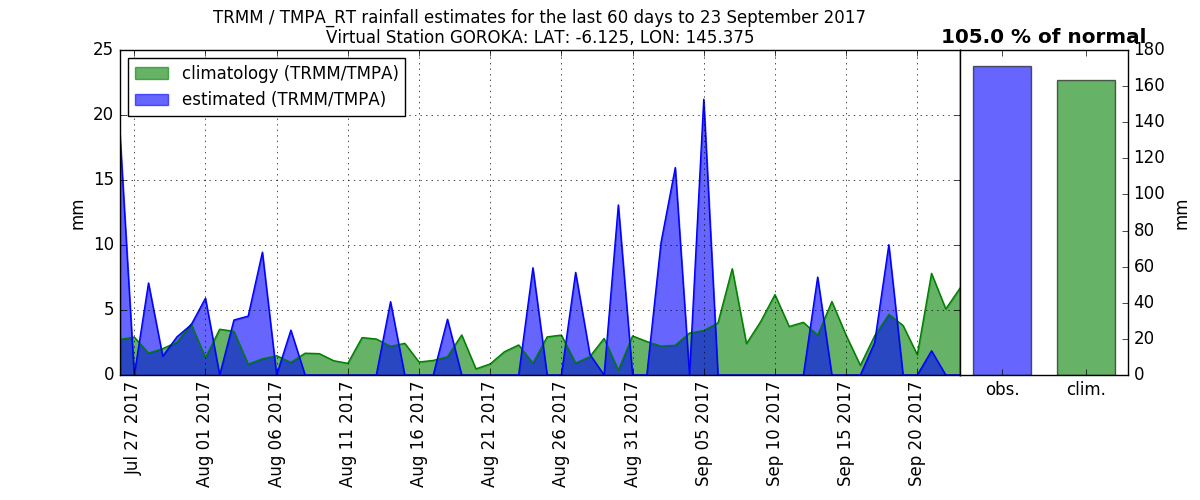 TRMM / TMPA_RT rainfall estimates for the last 60 days to 23 September 2017
Virtual Station GOROKA: LAT: -6.125, LON: 145.375
105.0 % of normal
climatology (TRMM/TMPA)
estimated (TRMM/TMPA)
mm
25
20
15
10
5
0
Jul 27 2017
Aug 01 2017
Aug 06 2017
Aug 11 2017
Aug 16 2017
Aug 21 2017
Aug 26 2017
Aug 31 2017
Sep 05 2017
Sep 10 2017
Sep 15 2017
Sep 20 2017
obs.
clim.
180
160
140
120
100
80
60
40
20
0
mm